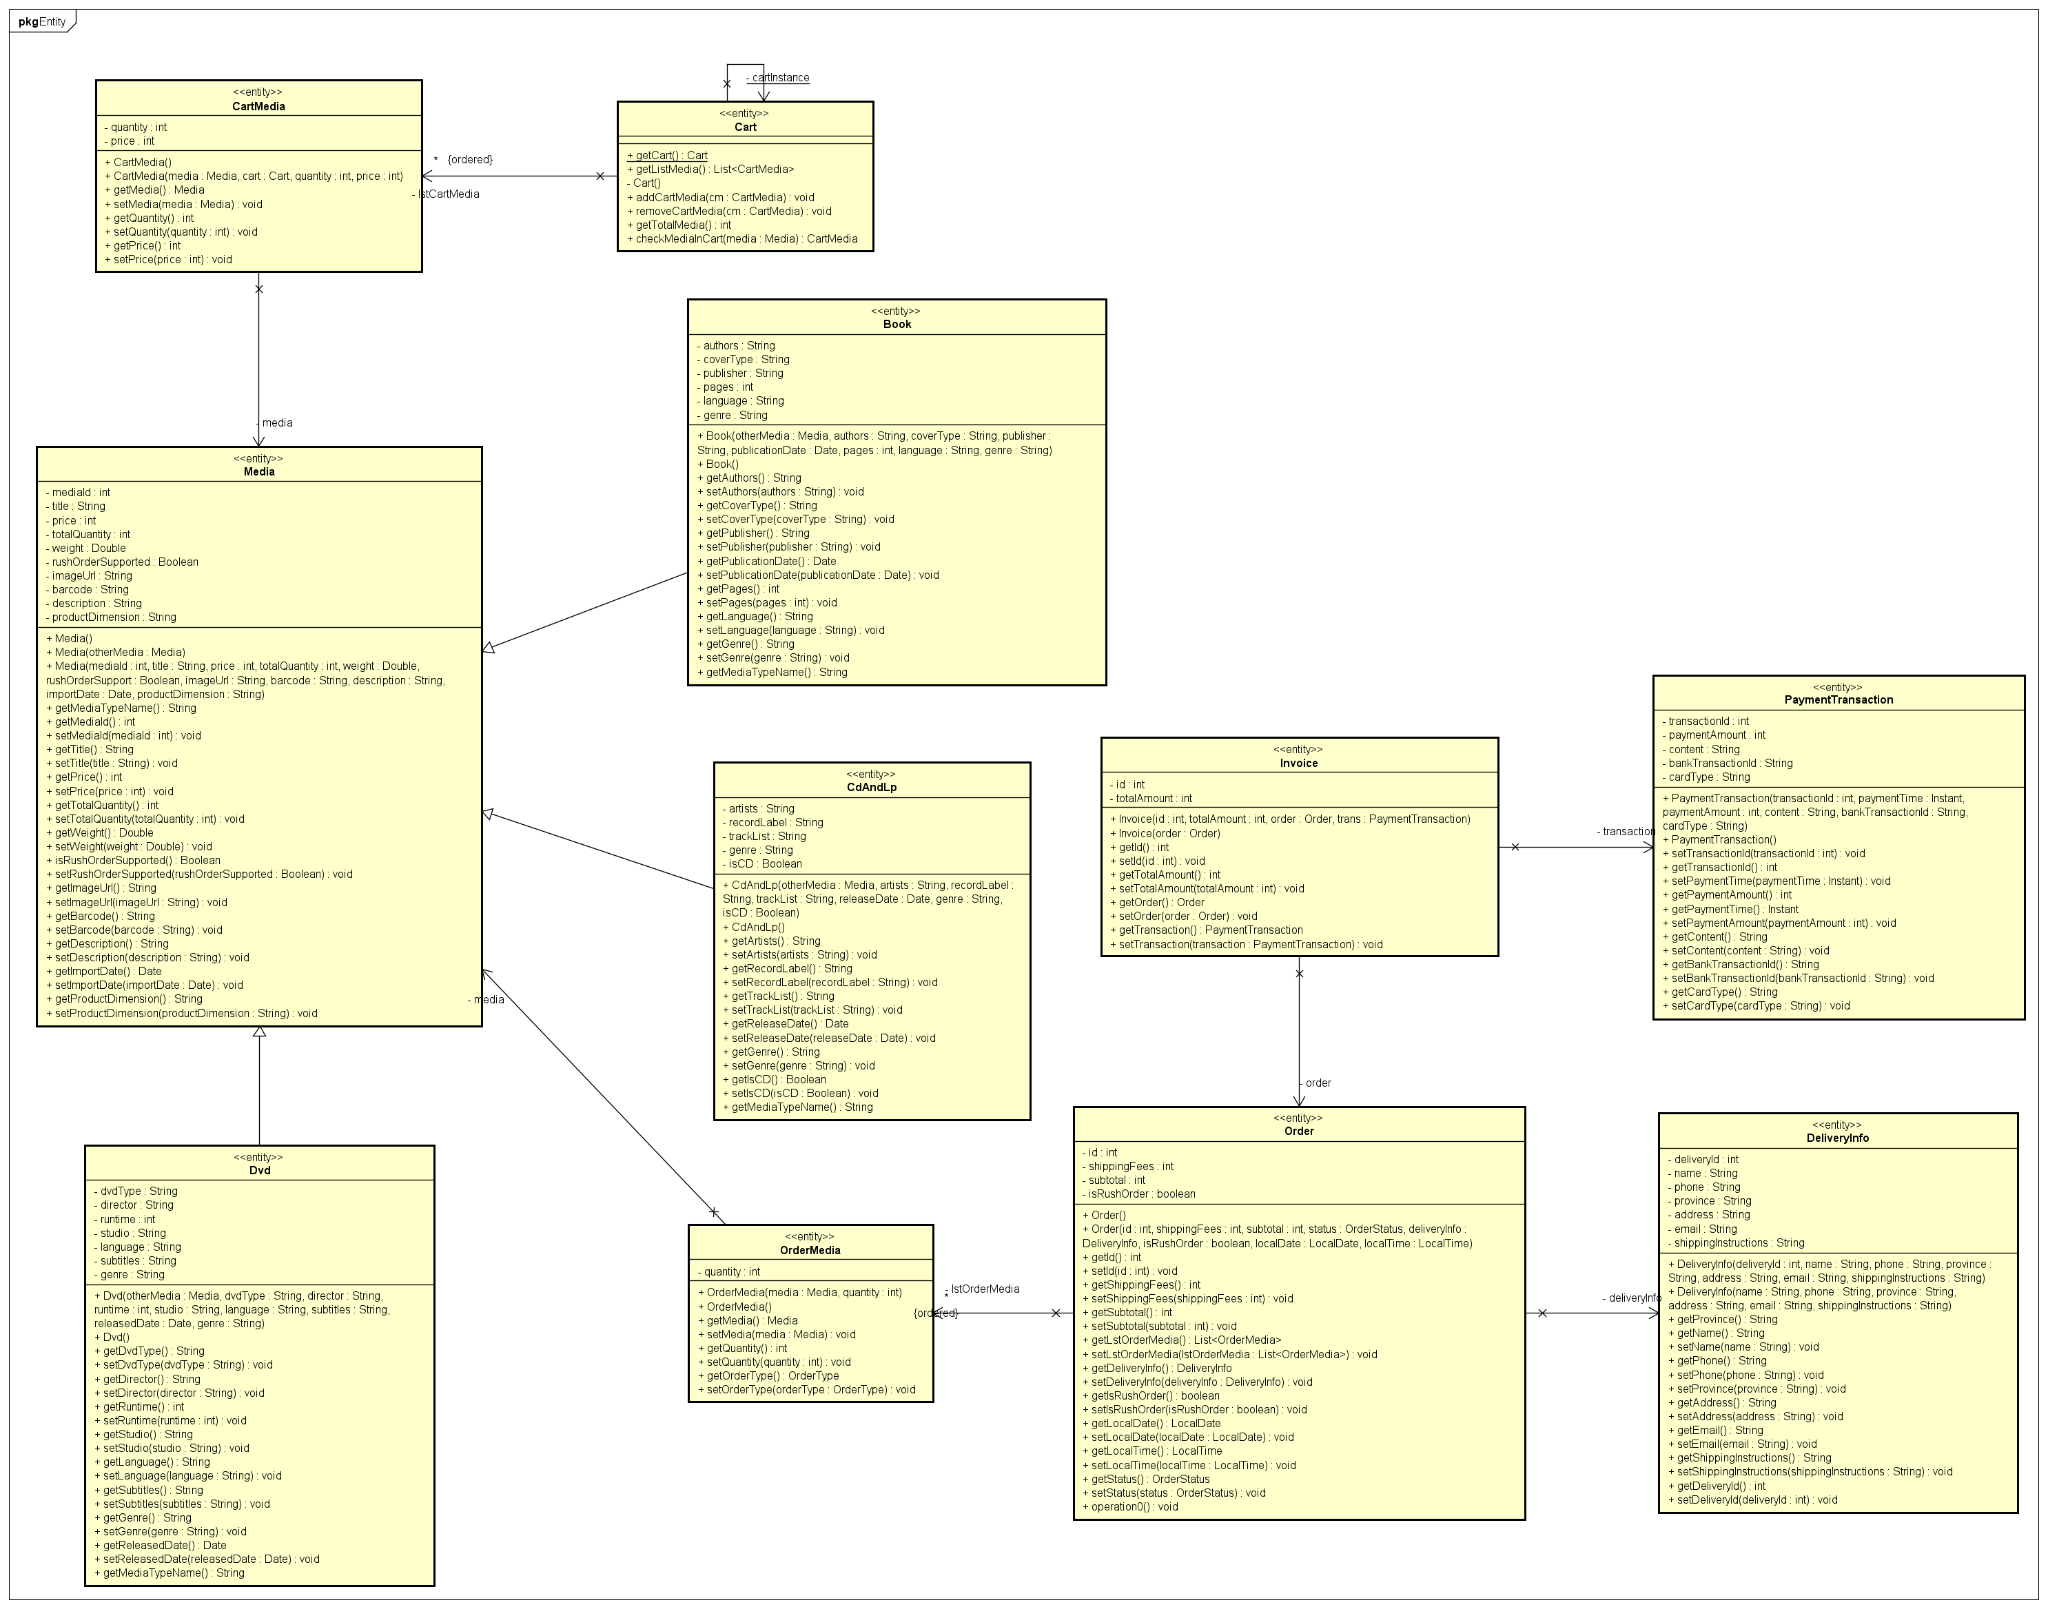 pkg Entity
<<entity>>
CartMedia
- quantity : int
- price : int
+ CartMedia()
+ CartMedia(media : Media, cart : Cart, quantity : int, price : int)
+ getMedia() : Media
+ setMedia(media : Media) : void
+ getQuantity() : int
+ setQuantity(quantity : int) : void
+ getPrice() : int
+ setPrice(price : int) : void
* {ordered}
- lstCartMedia
- cartInstance
<<entity>>
Cart
+ getCart() : Cart
+ getListMedia() : List<CartMedia>
- Cart()
+ addCartMedia(cm : CartMedia) : void
+ removeCartMedia(cm : CartMedia) : void
+ getTotalMedia() : int
+ checkMediaInCart(media : Media) : CartMedia
- media
<<entity>>
Book
- authors : String
- coverType : String
- publisher : String
- pages : int
- language : String
- genre : String
+ Book(otherMedia : Media, authors : String, coverType : String, publisher :
String, publicationDate : Date, pages : int, language : String, genre : String)
+ Book()
+ getAuthors() : String
+ setAuthors(authors : String) : void
+ getCoverType() : String
+ setCoverType(coverType : String) : void
+ getPublisher() : String
+ setPublisher(publisher : String) : void
+ getPublicationDate() : Date
+ setPublicationDate(publicationDate : Date) : void
+ getPages() : int
+ setPages(pages : int) : void
+ getLanguage() : String
+ setLanguage(language : String) : void
+ getGenre() : String
+ setGenre(genre : String) : void
+ getMediaTypeName() : String
<<entity>>
Media
- mediaId : int
- title : String
- price : int
- totalQuantity : int
- weight : Double
- rushOrderSupported : Boolean
- imageUrl : String
- barcode : String
- description : String
- productDimension : String
+ Media()
+ Media(otherMedia : Media)
+ Media(mediaId : int, title : String, price : int, totalQuantity : int, weight : Double,
rushOrderSupport : Boolean, imageUrl : String, barcode : String, description : String,
importDate : Date, productDimension : String)
+ getMediaTypeName() : String
+ getMediaId() : int
+ setMediaId(mediaId : int) : void
+ getTitle() : String
+ setTitle(title : String) : void
+ getPrice() : int
+ setPrice(price : int) : void
+ getTotalQuantity() : int
+ setTotalQuantity(totalQuantity : int) : void
+ getWeight() : Double
+ setWeight(weight : Double) : void
+ isRushOrderSupported() : Boolean
+ setRushOrderSupported(rushOrderSupported : Boolean) : void
+ getImageUrl() : String
+ setImageUrl(imageUrl : String) : void
+ getBarcode() : String
+ setBarcode(barcode : String) : void
+ getDescription() : String
+ setDescription(description : String) : void
+ getImportDate() : Date
+ setImportDate(importDate : Date) : void
+ getProductDimension() : String
+ setProductDimension(productDimension : String) : void
- media
<<entity>>
CdAndLp
- artists : String
- recordLabel : String
- trackList : String
- genre : String
- isCD : Boolean
+ CdAndLp(otherMedia : Media, artists : String, recordLabel :
String, trackList : String, releaseDate : Date, genre : String,
isCD : Boolean)
+ CdAndLp()
+ getArtists() : String
+ setArtists(artists : String) : void
+ getRecordLabel() : String
+ setRecordLabel(recordLabel : String) : void
+ getTrackList() : String
+ setTrackList(trackList : String) : void
+ getReleaseDate() : Date
+ setReleaseDate(releaseDate : Date) : void
+ getGenre() : String
+ setGenre(genre : String) : void
+ getIsCD() : Boolean
+ setIsCD(isCD : Boolean) : void
+ getMediaTypeName() : String
<<entity>>
Invoice
- id : int
- totalAmount : int
+ Invoice(id : int, totalAmount : int, order : Order, trans : PaymentTransaction)
+ Invoice(order : Order)
+ getId() : int
+ setId(id : int) : void
+ getTotalAmount() : int
+ setTotalAmount(totalAmount : int) : void
+ getOrder() : Order
+ setOrder(order : Order) : void
+ getTransaction() : PaymentTransaction
+ setTransaction(transaction : PaymentTransaction) : void
- transaction
<<entity>>
PaymentTransaction
- transactionId : int
- paymentAmount : int
- content : String
- bankTransactionId : String
- cardType : String
+ PaymentTransaction(transactionId : int, paymentTime : Instant,
paymentAmount : int, content : String, bankTransactionId : String,
cardType : String)
+ PaymentTransaction()
+ setTransactionId(transactionId : int) : void
+ getTransactionId() : int
+ setPaymentTime(paymentTime : Instant) : void
+ getPaymentAmount() : int
+ getPaymentTime() : Instant
+ setPaymentAmount(paymentAmount : int) : void
+ getContent() : String
+ setContent(content : String) : void
+ getBankTransactionId() : String
+ setBankTransactionId(bankTransactionId : String) : void
+ getCardType() : String
+ setCardType(cardType : String) : void
- order
<<entity>>
Dvd
- dvdType : String
- director : String
- runtime : int
- studio : String
- language : String
- subtitles : String
- genre : String
+ Dvd(otherMedia : Media, dvdType : String, director : String,
runtime : int, studio : String, language : String, subtitles : String,
releasedDate : Date, genre : String)
+ Dvd()
+ getDvdType() : String
+ setDvdType(dvdType : String) : void
+ getDirector() : String
+ setDirector(director : String) : void
+ getRuntime() : int
+ setRuntime(runtime : int) : void
+ getStudio() : String
+ setStudio(studio : String) : void
+ getLanguage() : String
+ setLanguage(language : String) : void
+ getSubtitles() : String
+ setSubtitles(subtitles : String) : void
+ getGenre() : String
+ setGenre(genre : String) : void
+ getReleasedDate() : Date
+ setReleasedDate(releasedDate : Date) : void
+ getMediaTypeName() : String
<<entity>>
OrderMedia
- quantity : int
+ OrderMedia(media : Media, quantity : int)
+ OrderMedia()
+ getMedia() : Media
+ setMedia(media : Media) : void
+ getQuantity() : int
+ setQuantity(quantity : int) : void
+ getOrderType() : OrderType
+ setOrderType(orderType : OrderType) : void
- lstOrderMedia
*
{ordered}
<<entity>>
Order
- id : int
- shippingFees : int
- subtotal : int
- isRushOrder : boolean
+ Order()
+ Order(id : int, shippingFees : int, subtotal : int, status : OrderStatus, deliveryInfo :
DeliveryInfo, isRushOrder : boolean, localDate : LocalDate, localTime : LocalTime)
+ getId() : int
+ setId(id : int) : void
+ getShippingFees() : int
+ setShippingFees(shippingFees : int) : void
+ getSubtotal() : int
+ setSubtotal(subtotal : int) : void
+ getLstOrderMedia() : List<OrderMedia>
+ setLstOrderMedia(lstOrderMedia : List<OrderMedia>) : void
+ getDeliveryInfo() : DeliveryInfo
+ setDeliveryInfo(deliveryInfo : DeliveryInfo) : void
+ getIsRushOrder() : boolean
+ setIsRushOrder(isRushOrder : boolean) : void
+ getLocalDate() : LocalDate
+ setLocalDate(localDate : LocalDate) : void
+ getLocalTime() : LocalTime
+ setLocalTime(localTime : LocalTime) : void
+ getStatus() : OrderStatus
+ setStatus(status : OrderStatus) : void
+ operation0() : void
- deliveryInfo
<<entity>>
DeliveryInfo
- deliveryId : int
- name : String
- phone : String
- province : String
- address : String
- email : String
- shippingInstructions : String
+ DeliveryInfo(deliveryId : int, name : String, phone : String, province :
String, address : String, email : String, shippingInstructions : String)
+ DeliveryInfo(name : String, phone : String, province : String,
address : String, email : String, shippingInstructions : String)
+ getProvince() : String
+ getName() : String
+ setName(name : String) : void
+ getPhone() : String
+ setPhone(phone : String) : void
+ setProvince(province : String) : void
+ getAddress() : String
+ setAddress(address : String) : void
+ getEmail() : String
+ setEmail(email : String) : void
+ getShippingInstructions() : String
+ setShippingInstructions(shippingInstructions : String) : void
+ getDeliveryId() : int
+ setDeliveryId(deliveryId : int) : void